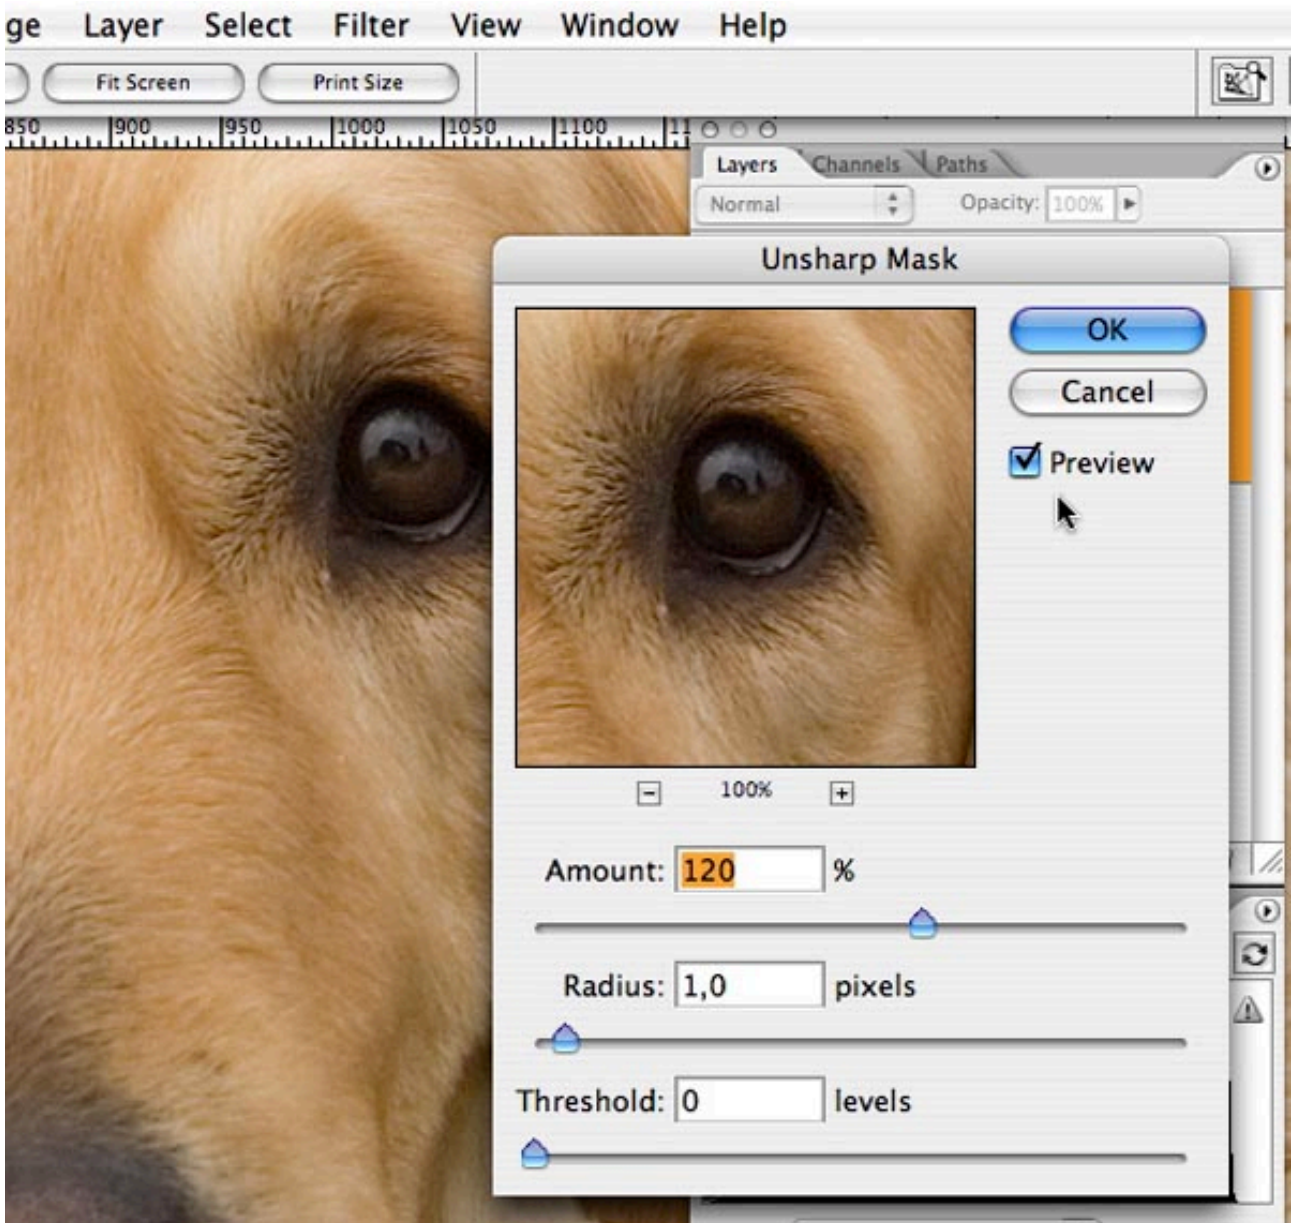 ge Layer Select Filter View Window Help
Fit Screen Print Size
850 900 950 1000 1050 1100 11
Layers Channels Paths
Normal Opacity: 100%
Unsharp Mask
OK
Cancel
Preview
100%
Amount: 120 %
Radius: 1,0 pixels
Threshold: 0 levels